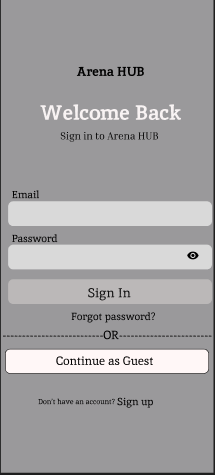 Arena HUB
Welcome Back
Sign in to Arena HUB
Email
Password
Sign In
Forgot password?
------------------------OR------------------------
Continue as Guest
Don't have an account? Sign up